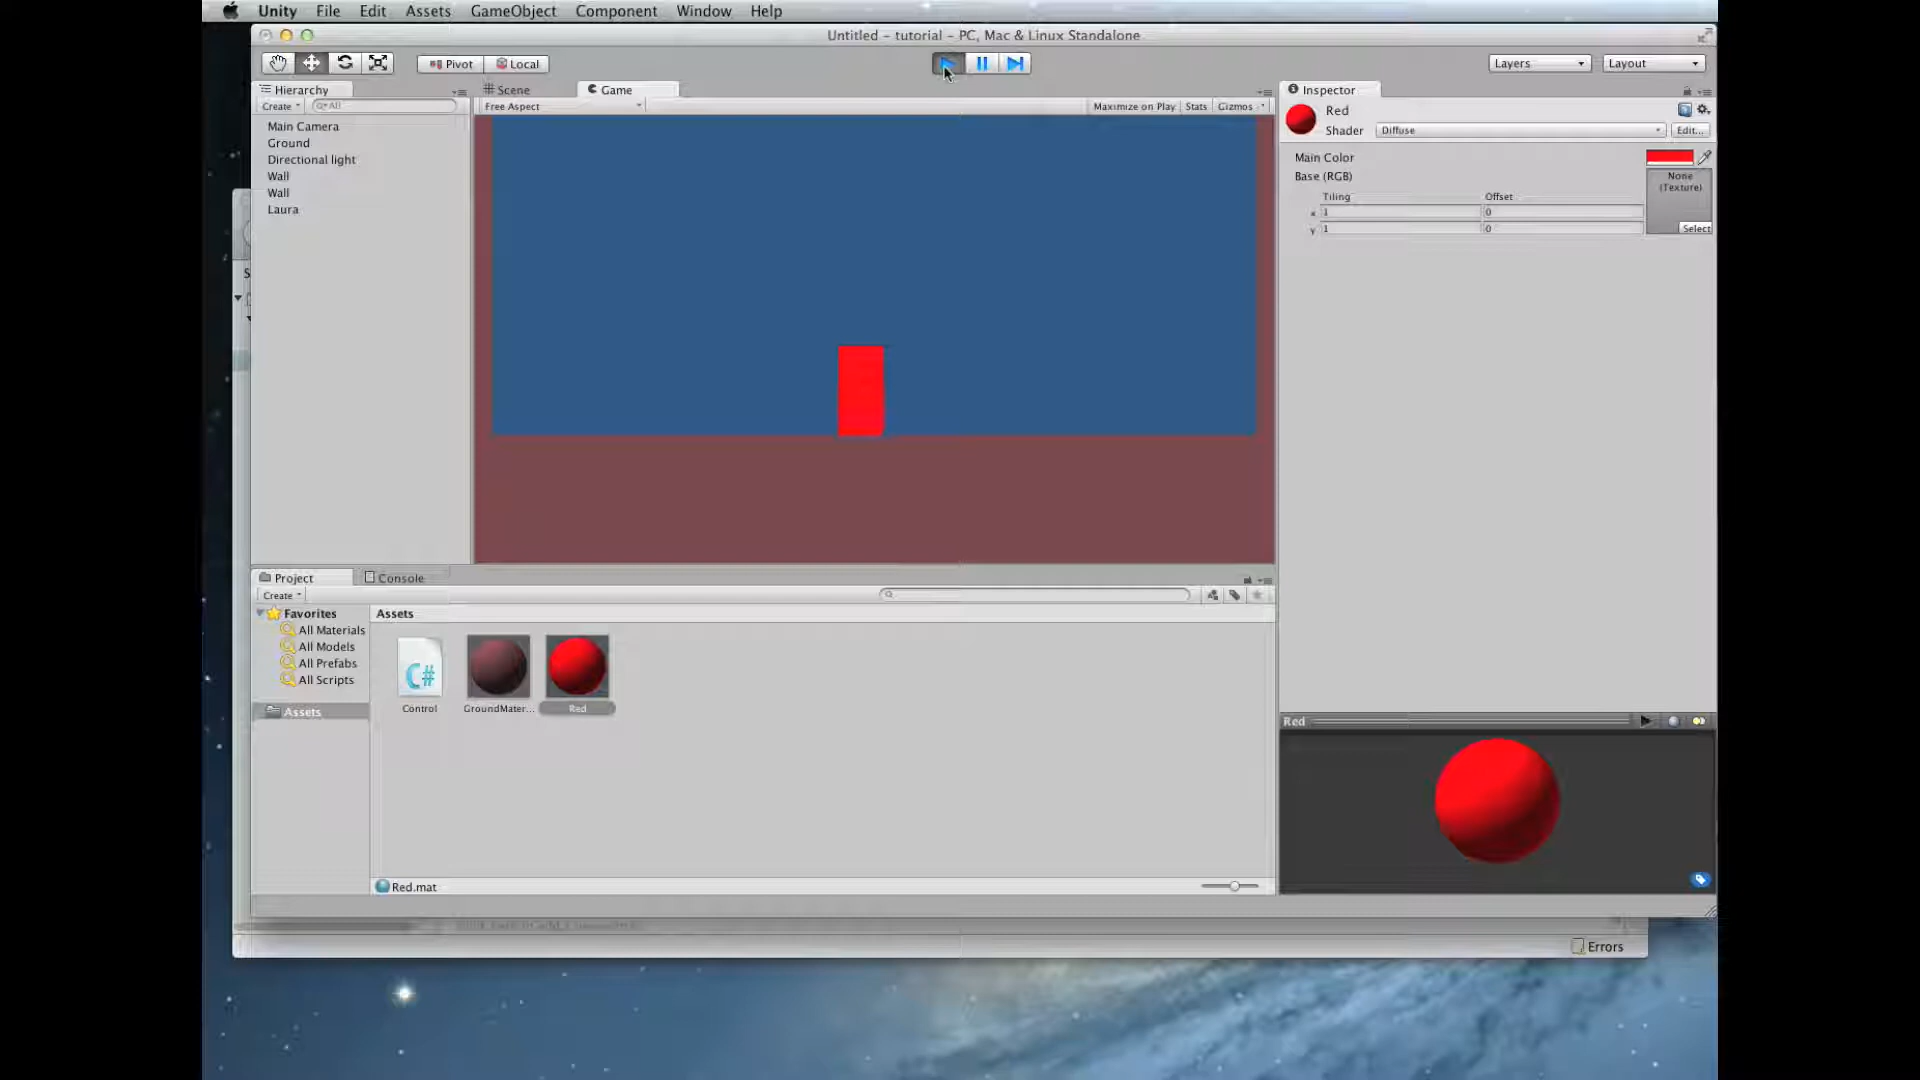 Unity File Edit Assets GameObject Component Window Help
Untitled - tutorial - PC, Mac & Linux Standalone
Pivot Local Layers Layout
Hierarchy Scene Game Inspector
Create All Free Aspect Maximize on Play Stats Gizmos
Red
Shader Diffuse Edit...
Main Camera
Ground
Directional light
Wall
Wall
Laura
Main Color
Base (RGB) None
(Texture)
Tiling Offset
x 1 0
y 1 0 Select
Project Console
Create
Favorites Assets
All Materials
All Models
All Prefabs
All Scripts
Assets
C#
Control GroundMater... Red
Red
Red.mat
Errors